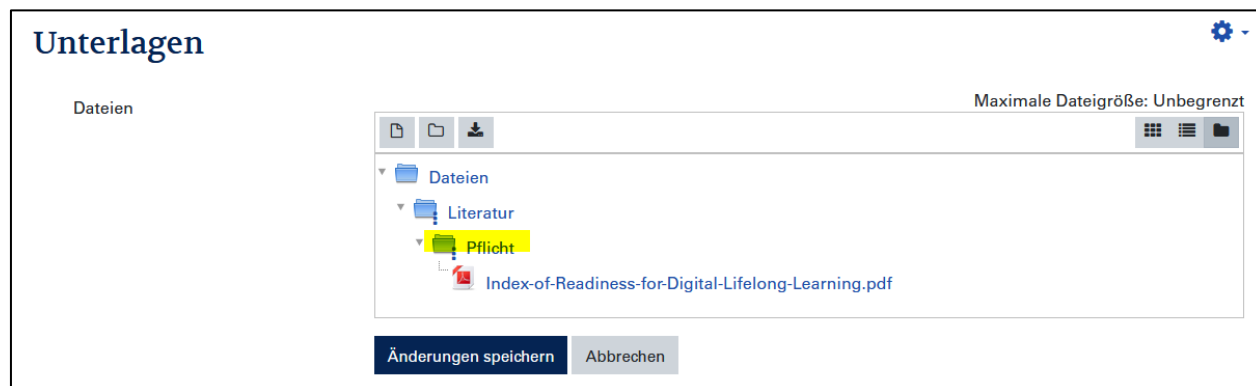 Unterlagen
Dateien
Maximale Dateigröße: Unbegrenzt
Dateien
Literatur
Pflicht
Index-of-Readiness-for-Digital-Lifelong-Learning.pdf
Änderungen speichern
Abbrechen